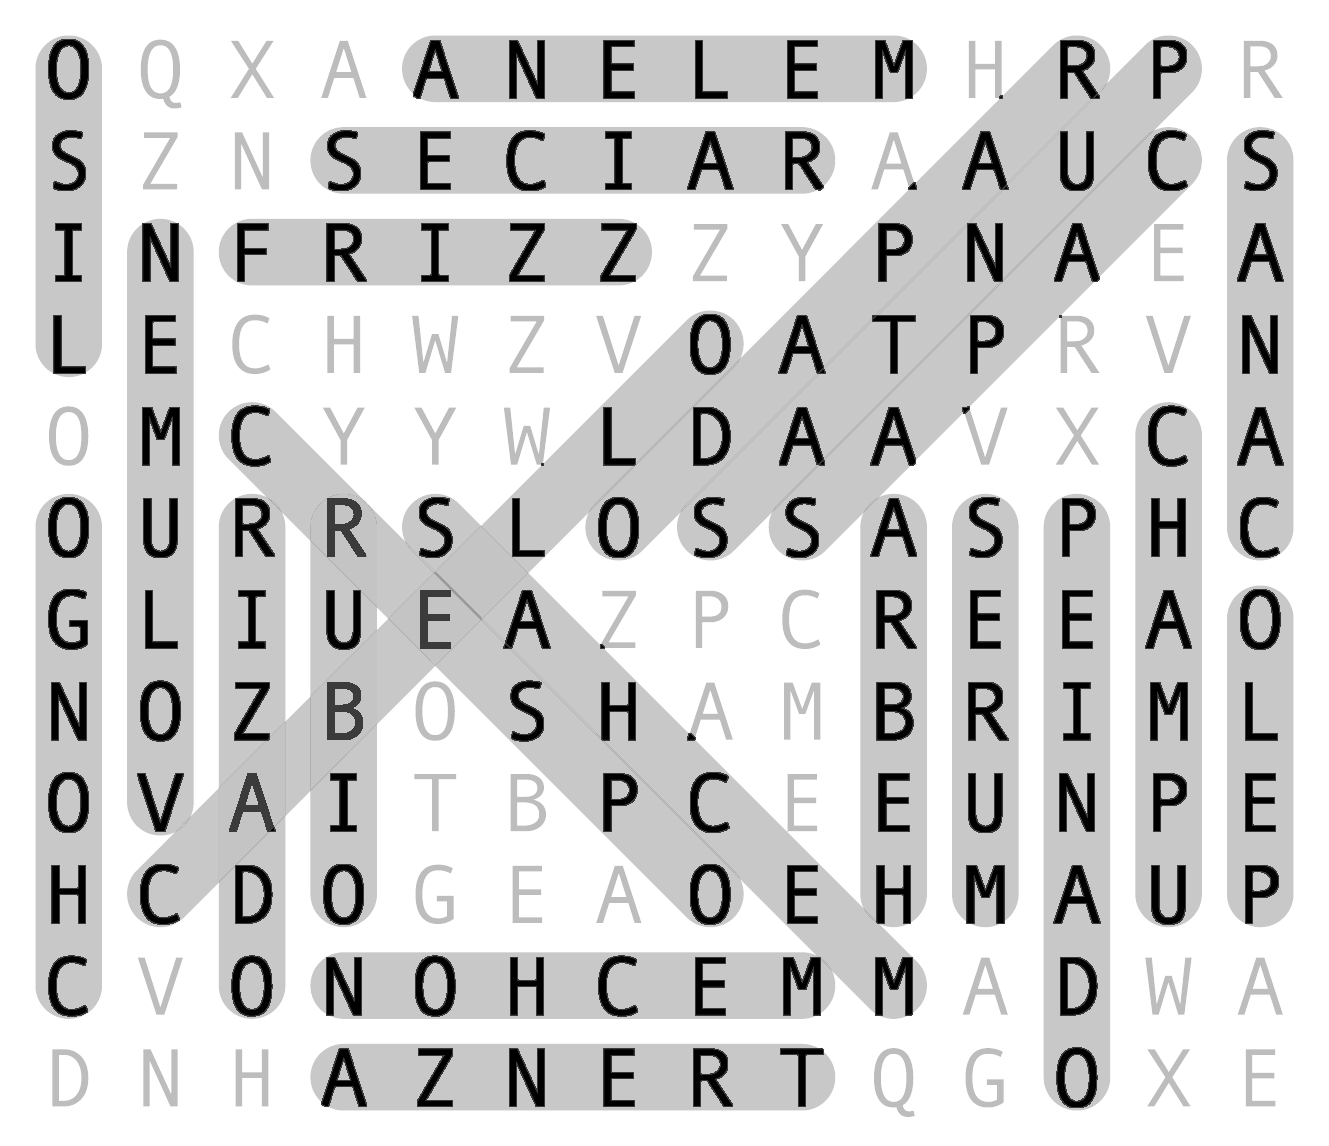 O Q X A A N E L E M H R P R
S Z N S E C I A R A A U C S
I N F R I Z Z Z Y P N A E A
L E C H W Z V O A T P R V N
O M C Y Y W L D A A V X C A
O U R R S L O S S A S P H C
G L I U E A Z P C R E E A O
N O Z B O S H A M B R I M L
O V A I T B P C E E U N P E
H C D O G E A O E H M A U P
C V O N O H C E M M A D W A
D N H A Z N E R T Q G O X E